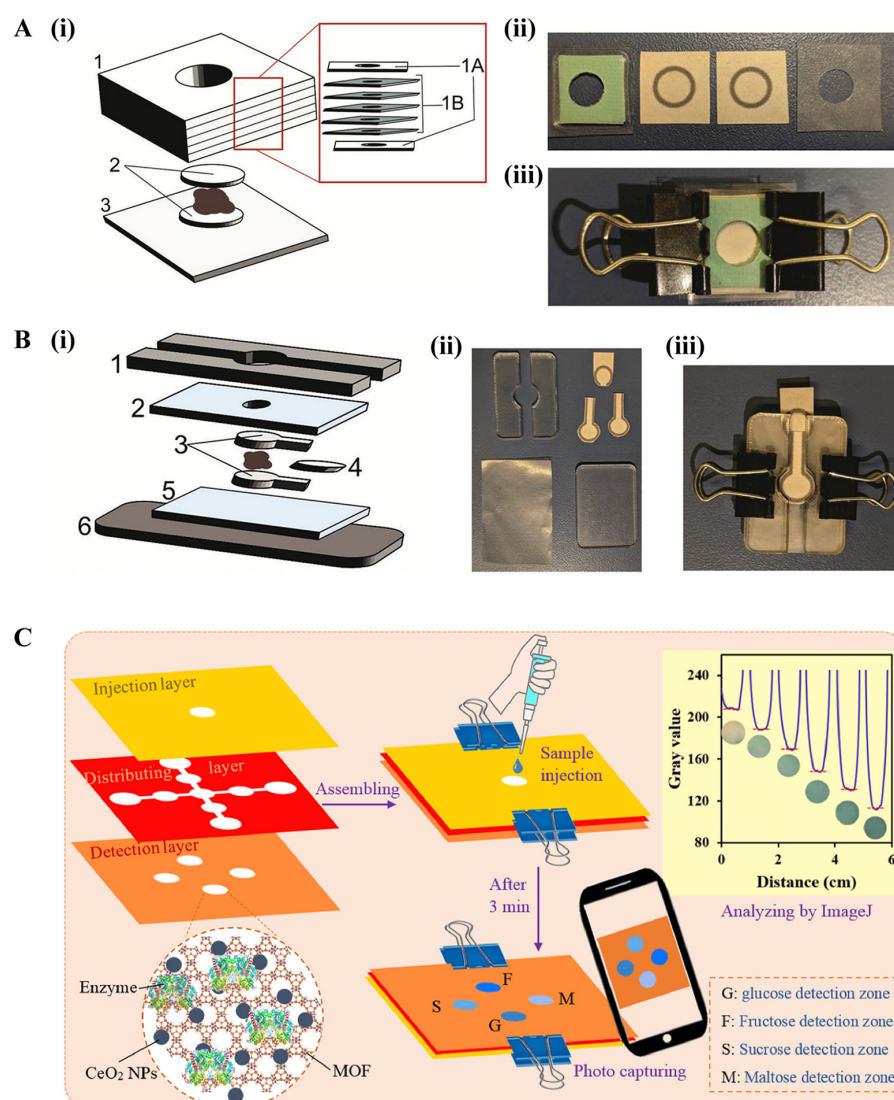 A (i)
1
1A
1B
2
3
(ii)
(iii)
B (i)
1
2
3
4
5
6
(ii)
(iii)
C
Injection layer
Distributing layer
Detection layer
Enzyme
CeO₂ NPs
MOF
Assembling
Sample
injection
After
3 min
F
S
M
G
Photo capturing
240
200
160
120
80
Gray value
0 2 4 6
Distance (cm)
Analyzing by ImageJ
G: glucose detection zone
F: Fructose detection zone
S: Sucrose detection zone
M: Maltose detection zone